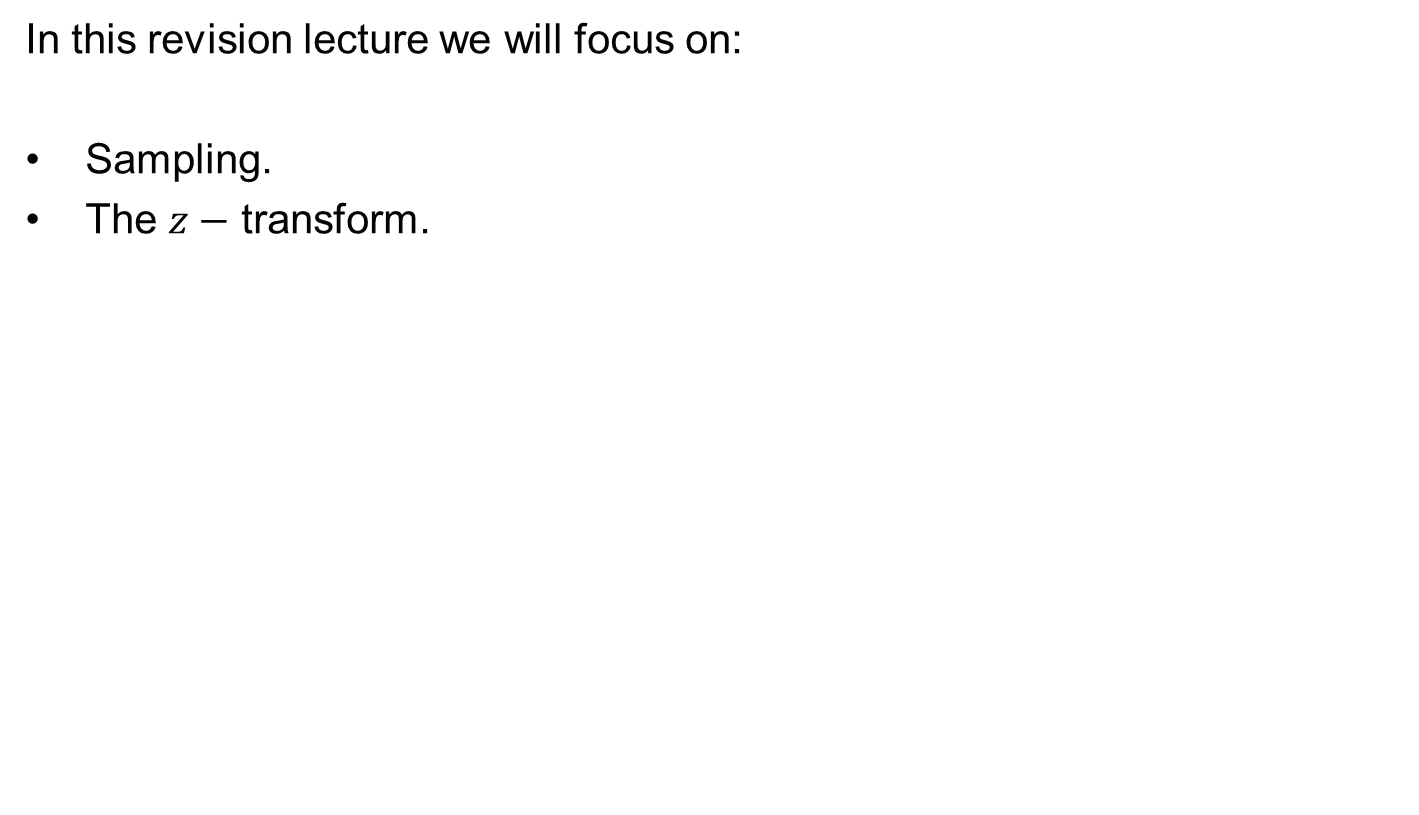 In this revision lecture we will focus on:
• Sampling.
• The z − transform.